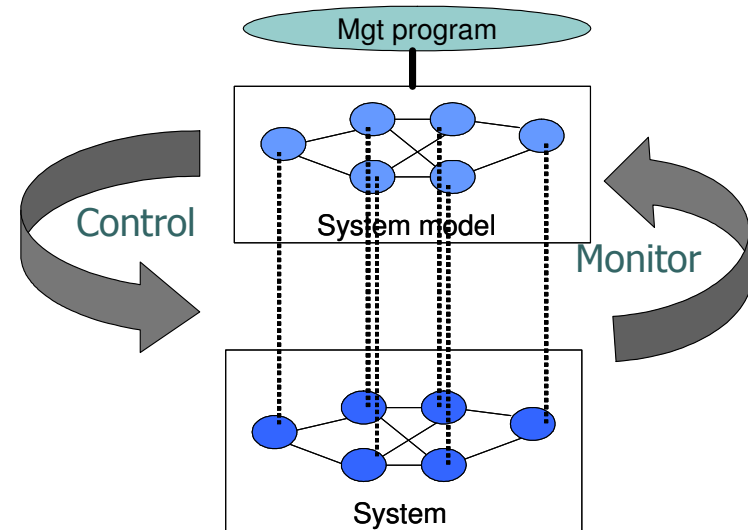 Mgt program
Control
System model
Monitor
System